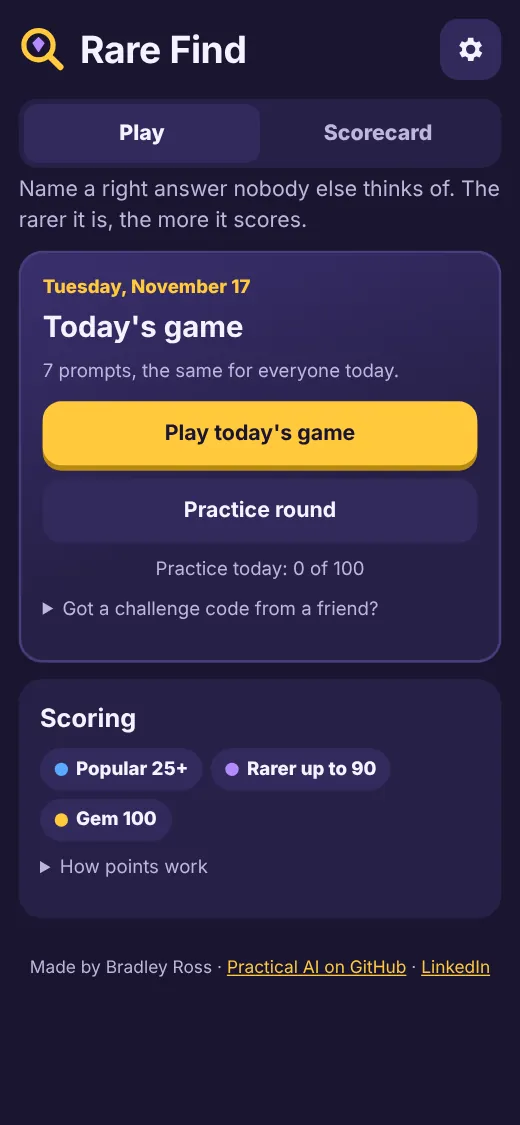 Rare Find
Play
Scorecard
Name a right answer nobody else thinks of. The
rarer it is, the more it scores.
Tuesday, November 17
Today's game
7 prompts, the same for everyone today.
Play today's game
Practice round
Practice today: 0 of 100
Got a challenge code from a friend?
Scoring
Popular 25+
Rarer up to 90
Gem 100
How points work
Made by Bradley Ross · Practical AI on GitHub · LinkedIn